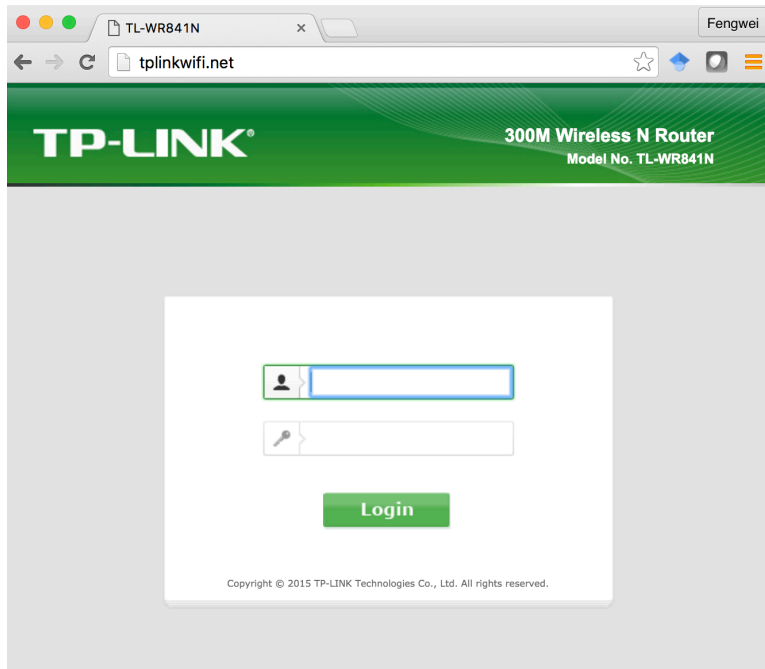 TL-WR841N
Fengwei
tplinkwifi.net
TP-LINK®
300M Wireless N Router
Model No. TL-WR841N
Login
Copyright © 2015 TP-LINK Technologies Co., Ltd. All rights reserved.